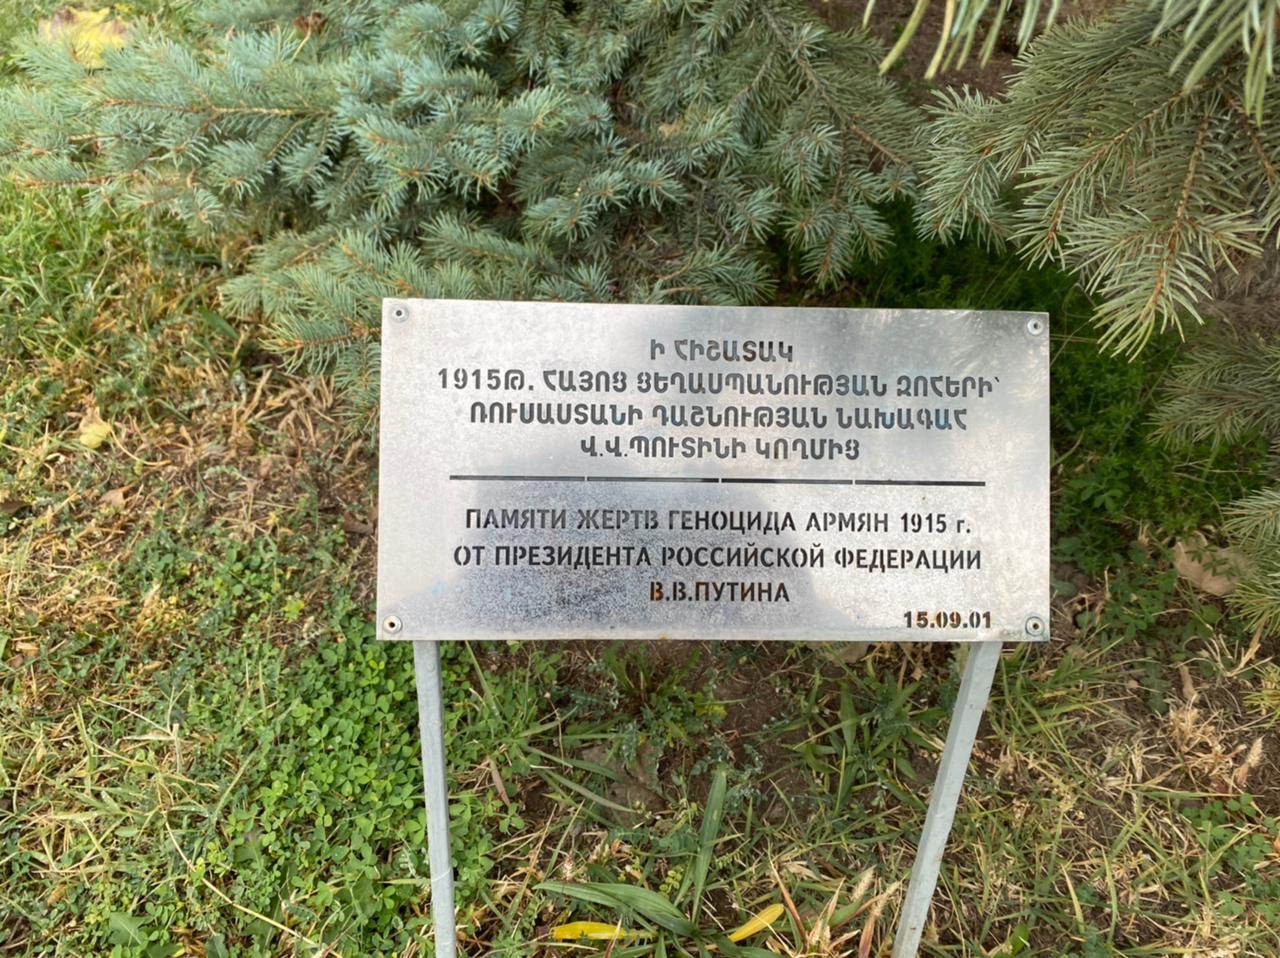 Ի ՀԻՇԱՏԱԿ
1915Թ. ՀԱՅՈՑ ՑԵՂԱՍՊԱՆՈՒԹՅԱՆ ԶՈՀԵՐԻ՝
ՌՈՒՍԱՍՏԱՆԻ ԴԱՇՆՈՒԹՅԱՆ ՆԱԽԱԳԱՀ
Վ.Վ.ՊՈՒՏԻՆԻ ԿՈՂՄԻՑ
ПАМЯТИ ЖЕРТВ ГЕНОЦИДА АРМЯН 1915 г.
ОТ ПРЕЗИДЕНТА РОССИЙСКОЙ ФЕДЕРАЦИИ
В.В.ПУТИНА
15.09.01